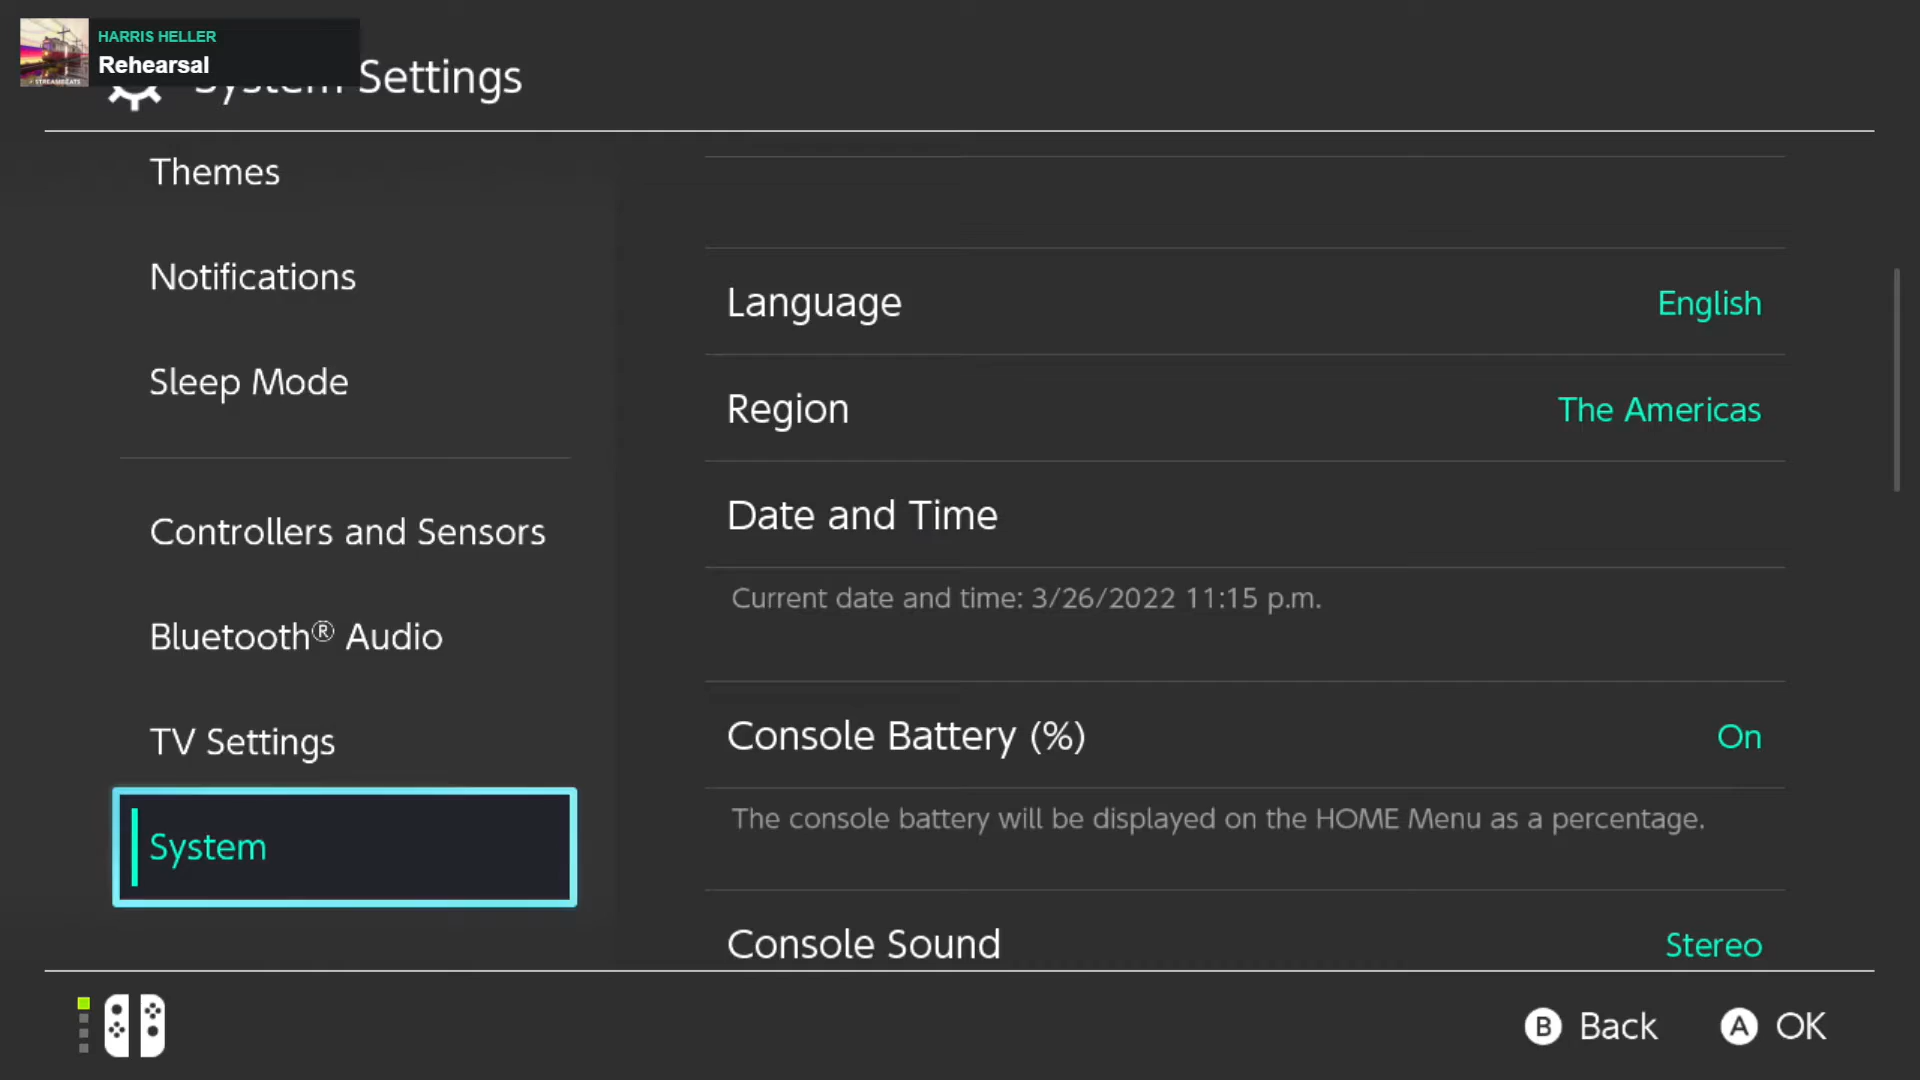 HARRIS HELLER
Rehearsal
System Settings
Themes
Notifications
Sleep Mode
Controllers and Sensors
Bluetooth® Audio
TV Settings
System
Language
English
Region
The Americas
Date and Time
Current date and time: 3/26/2022 11:15 p.m.
Console Battery (%)
On
The console battery will be displayed on the HOME Menu as a percentage.
Console Sound
Stereo
B Back
A OK